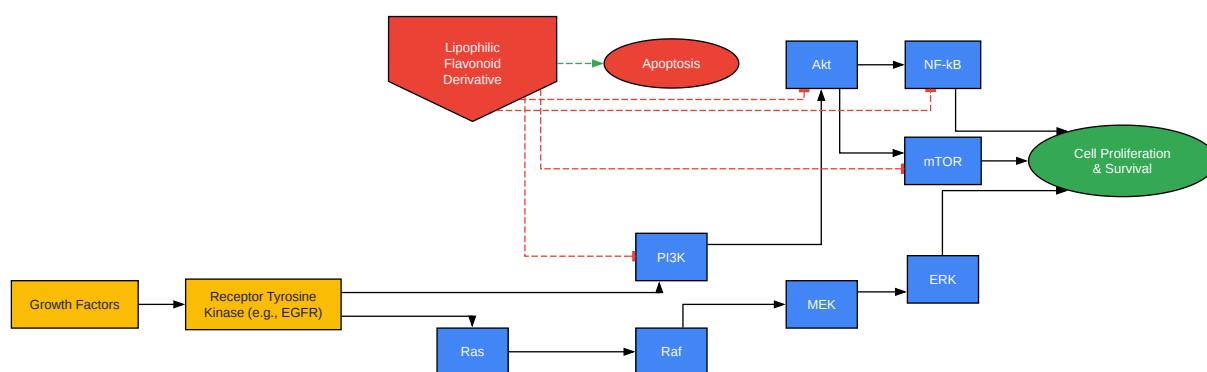 Lipophilic
Flavonoid
Derivative
Apoptosis
Akt
NF-kB
Cell Proliferation
& Survival
mTOR
PI3K
ERK
Growth Factors
Receptor Tyrosine
Kinase (e.g., EGFR)
MEK
Ras
Raf